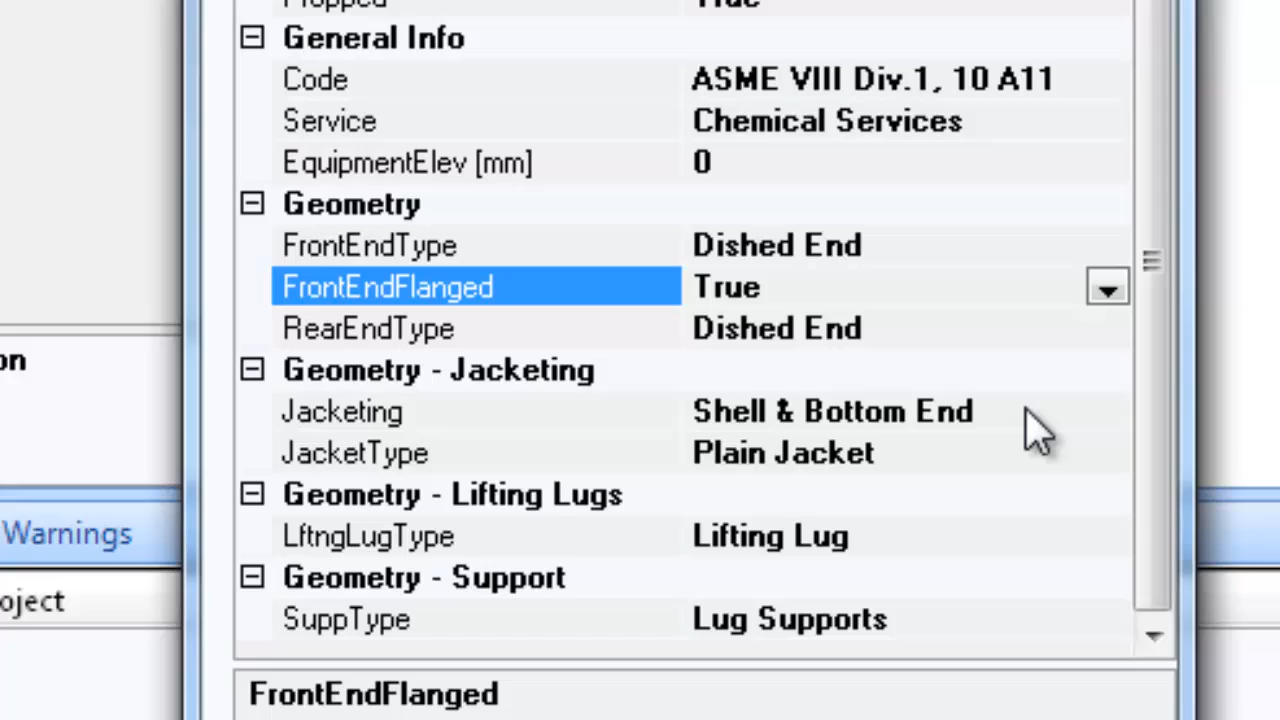 Propped True
General Info
Code ASME VIII Div.1, 10 A11
Service Chemical Services
EquipmentElev [mm] 0
Geometry
FrontEndType Dished End
FrontEndFlanged True
RearEndType Dished End
on
Geometry - Jacketing
Jacketing Shell & Bottom End
JacketType Plain Jacket
Geometry - Lifting Lugs
Warnings
LftngLugType Lifting Lug
Geometry - Support
oject
SuppType Lug Supports
FrontEndFlanged